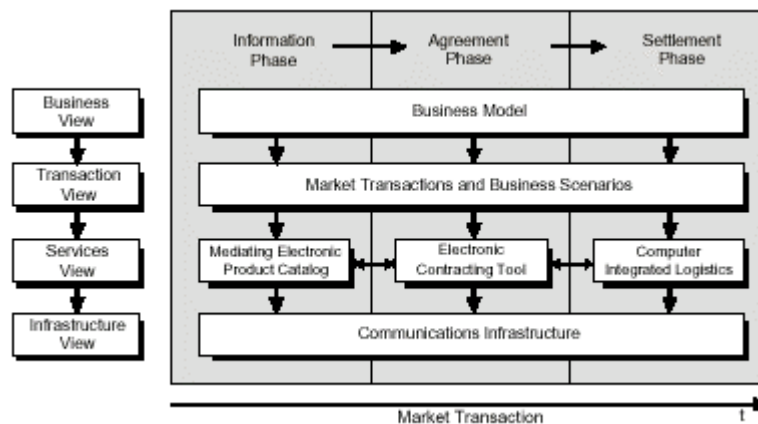 Information
Phase
Agreement
Phase
Settlement
Phase
Business
View
Business Model
Transaction
View
Market Transactions and Business Scenarios
Services
View
Mediating Electronic
Product Catalog
Electronic
Contracting Tool
Computer
Integrated Logistics
Infrastructure
View
Communications Infrastructure
Market Transaction
t